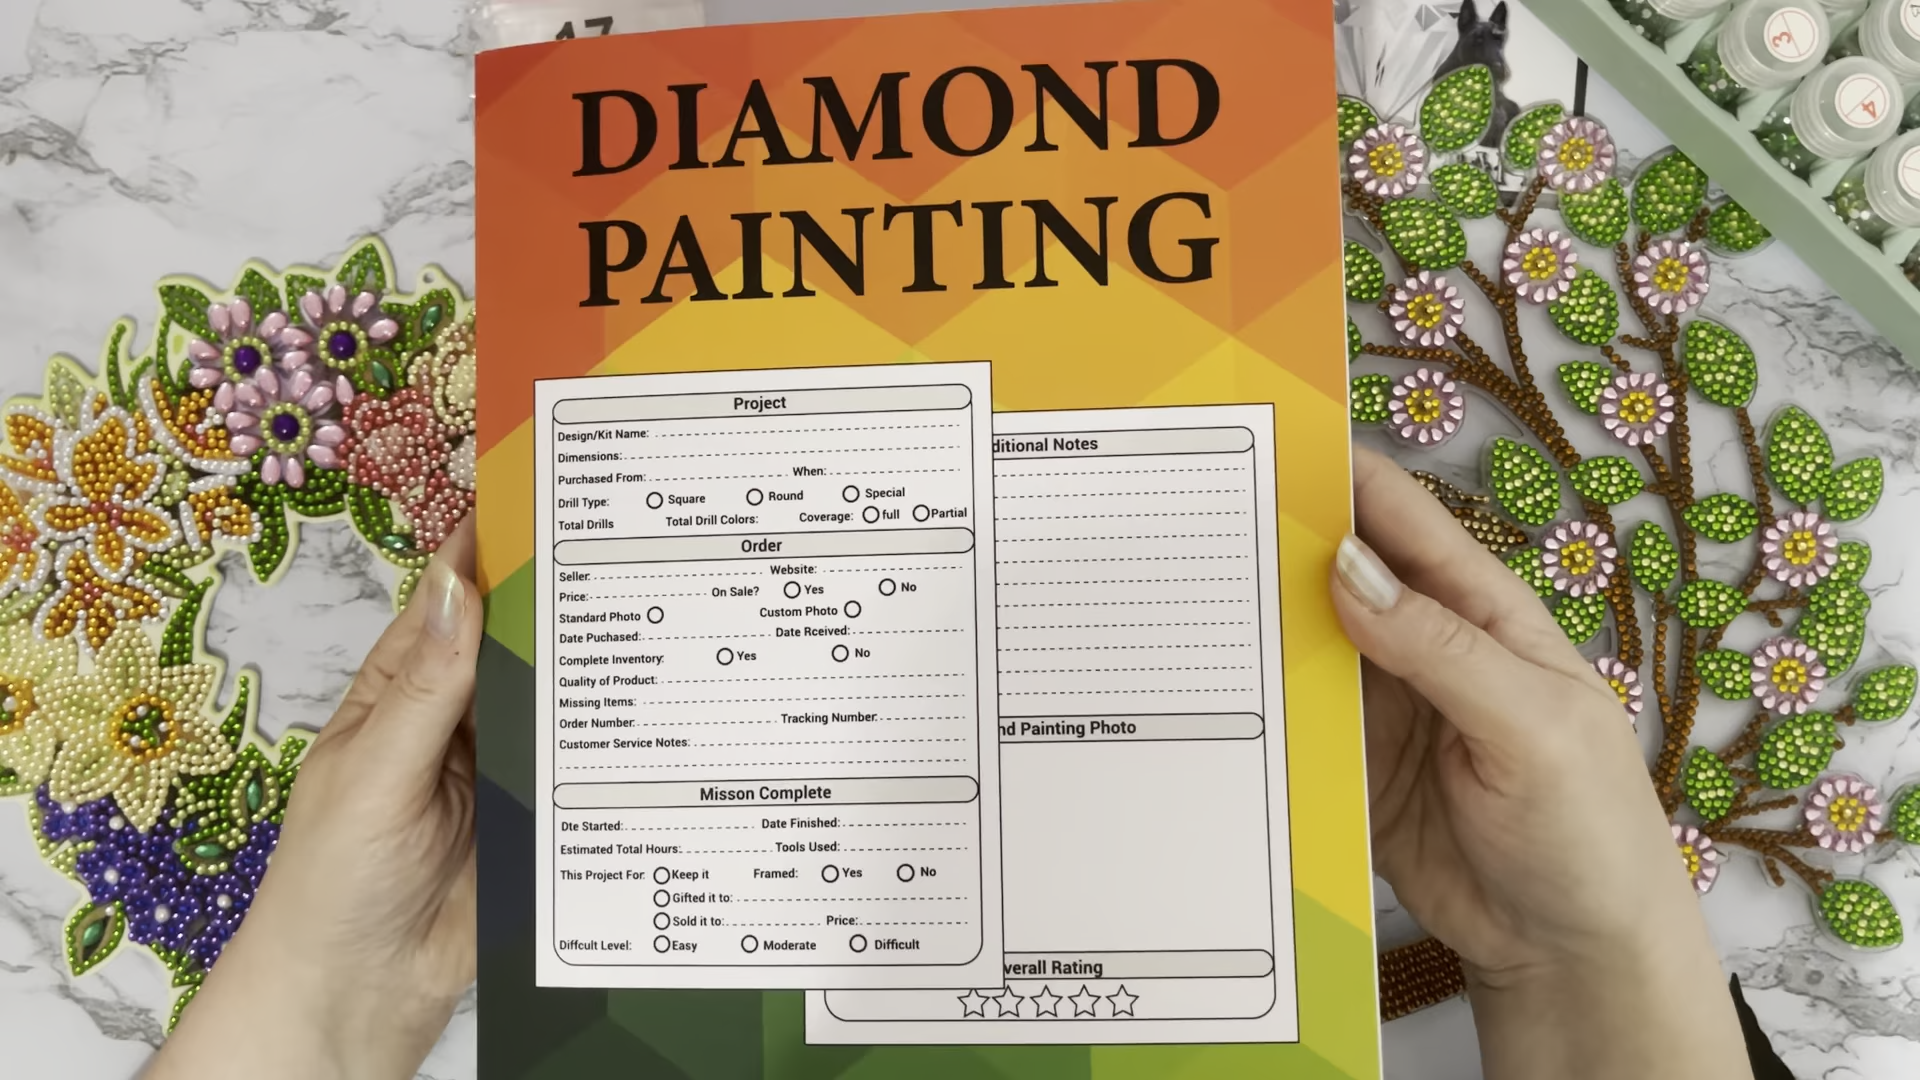 17
DIAMOND
PAINTING
Project
Design/Kit Name:
Dimensions:
Purchased From: When:
Drill Type: Square Round Special
Total Drills Total Drill Colors: Coverage: full Partial
Order
Seller: Website:
Price: On Sale? Yes No
Standard Photo Custom Photo
Date Puchased: Date Rceived:
Complete Inventory: Yes No
Quality of Product:
Missing Items:
Order Number: Tracking Number:
Customer Service Notes:
Misson Complete
Dte Started: Date Finished:
Estimated Total Hours: Tools Used:
This Project For: Keep it Framed: Yes No
Gifted it to:
Sold it to: Price:
Diffcult Level: Easy Moderate Difficult
ditional Notes
nd Painting Photo
verall Rating
3
4